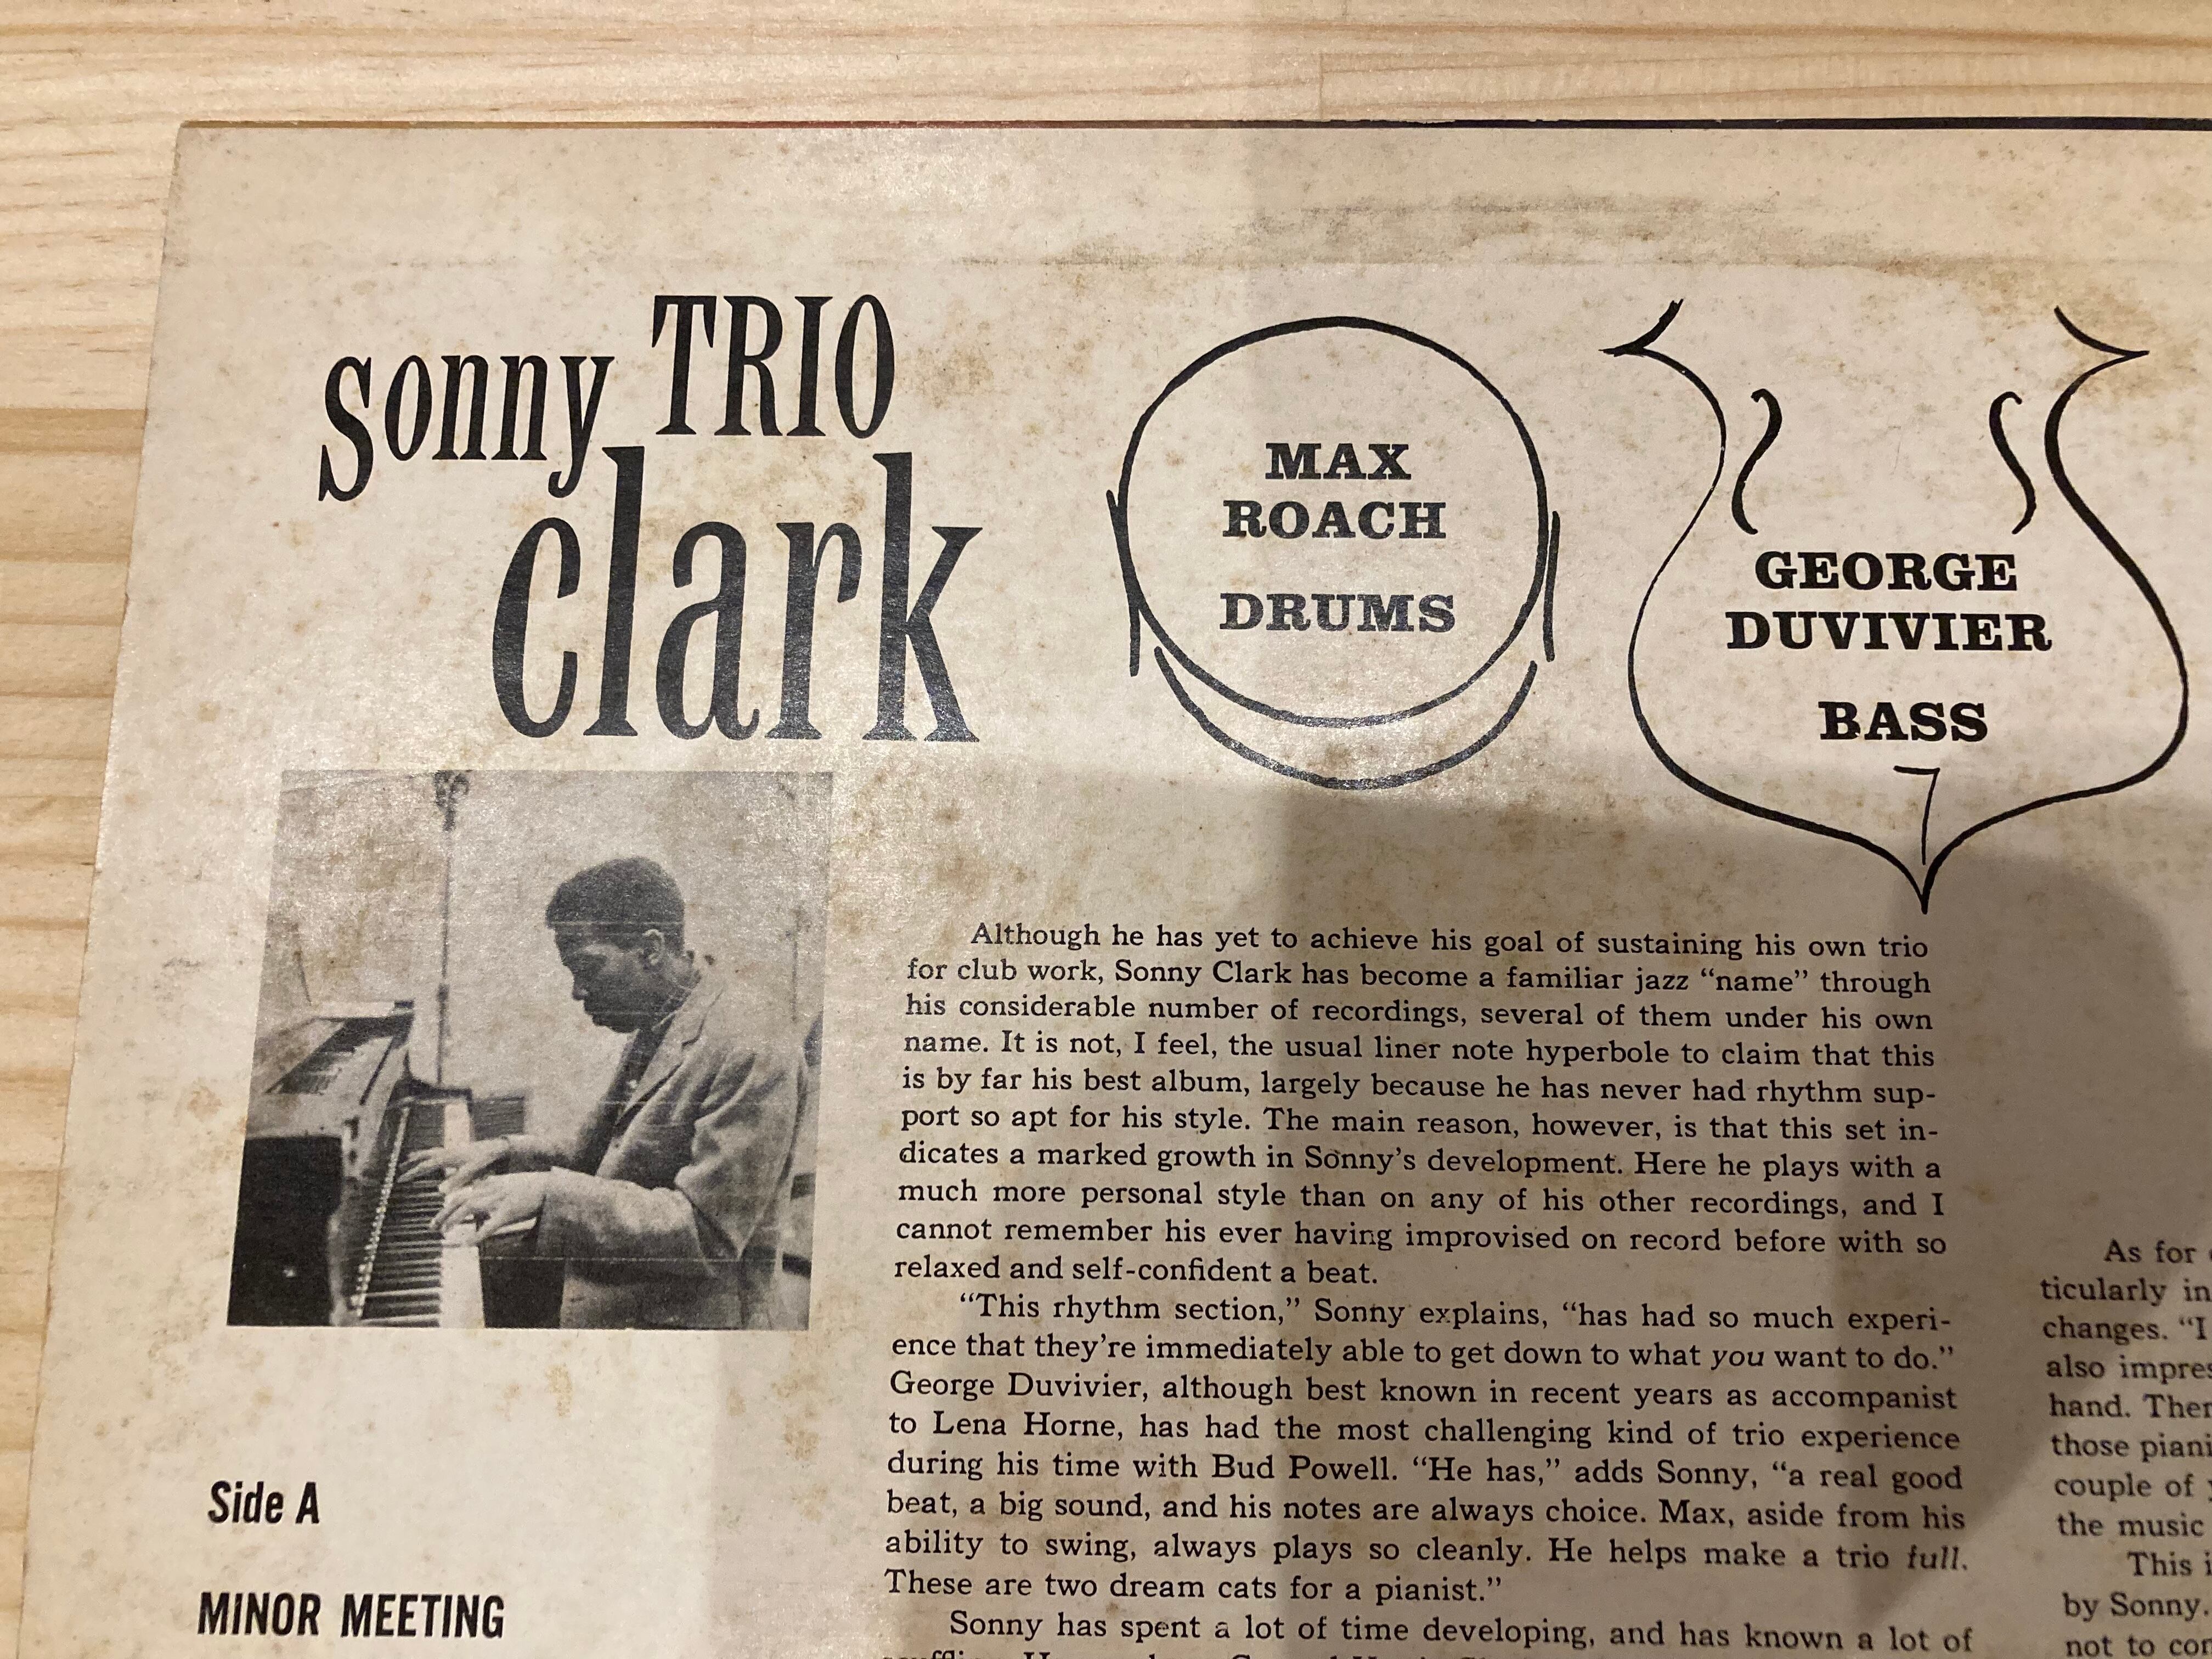 sonny TRIO
clark
MAX
ROACH
DRUMS
GEORGE
DUVIVIER
BASS
Although he has yet to achieve his goal of sustaining his own trio
for club work, Sonny Clark has become a familiar jazz “name” through
his considerable number of recordings, several of them under his own
name. It is not, I feel, the usual liner note hyperbole to claim that this
is by far his best album, largely because he has never had rhythm sup-
port so apt for his style. The main reason, however, is that this set in-
dicates a marked growth in Sonny’s development. Here he plays with a
much more personal style than on any of his other recordings, and I
cannot remember his ever having improvised on record before with so
relaxed and self-confident a beat.
“This rhythm section,” Sonny explains, “has had so much experi-
ence that they’re immediately able to get down to what you want to do.”
George Duvivier, although best known in recent years as accompanist
to Lena Horne, has had the most challenging kind of trio experience
during his time with Bud Powell. “He has,” adds Sonny, “a real good
beat, a big sound, and his notes are always choice. Max, aside from his
ability to swing, always plays so cleanly. He helps make a trio full.
These are two dream cats for a pianist.”
Sonny has spent a lot of time developing, and has known a lot of
Side A
MINOR MEETING
As for
ticularly in
changes. “I
also
hand.
those
couple of
the music
This
by Sonny.
not to